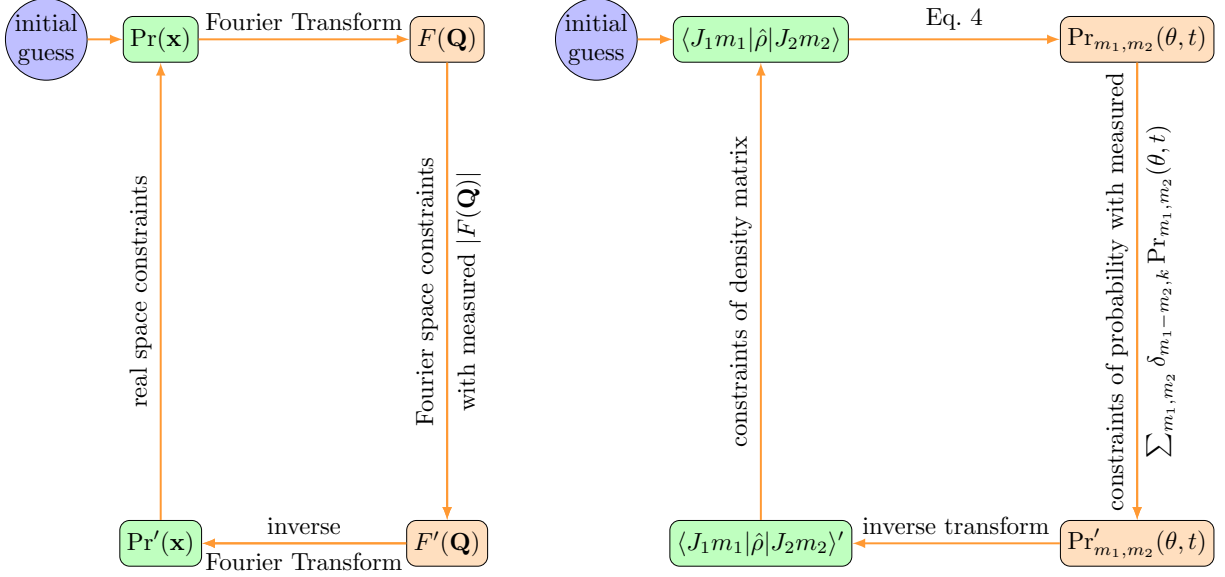 initial
guess
Pr(x)
Fourier Transform
F(Q)
real space constraints
Fourier space constraints
with measured |F(Q)|
Pr′(x)
inverse
Fourier Transform
F′(Q)
initial
guess
⟨J₁m₁|ρ̂|J₂m₂⟩
Eq. 4
Pr_{m₁,m₂}(θ, t)
constraints of density matrix
constraints of probability with measured
∑_{m₁,m₂} δ_{m₁−m₂,k} Pr_{m₁,m₂}(θ, t)
⟨J₁m₁|ρ̂|J₂m₂⟩′
inverse transform
Pr′_{m₁,m₂}(θ, t)